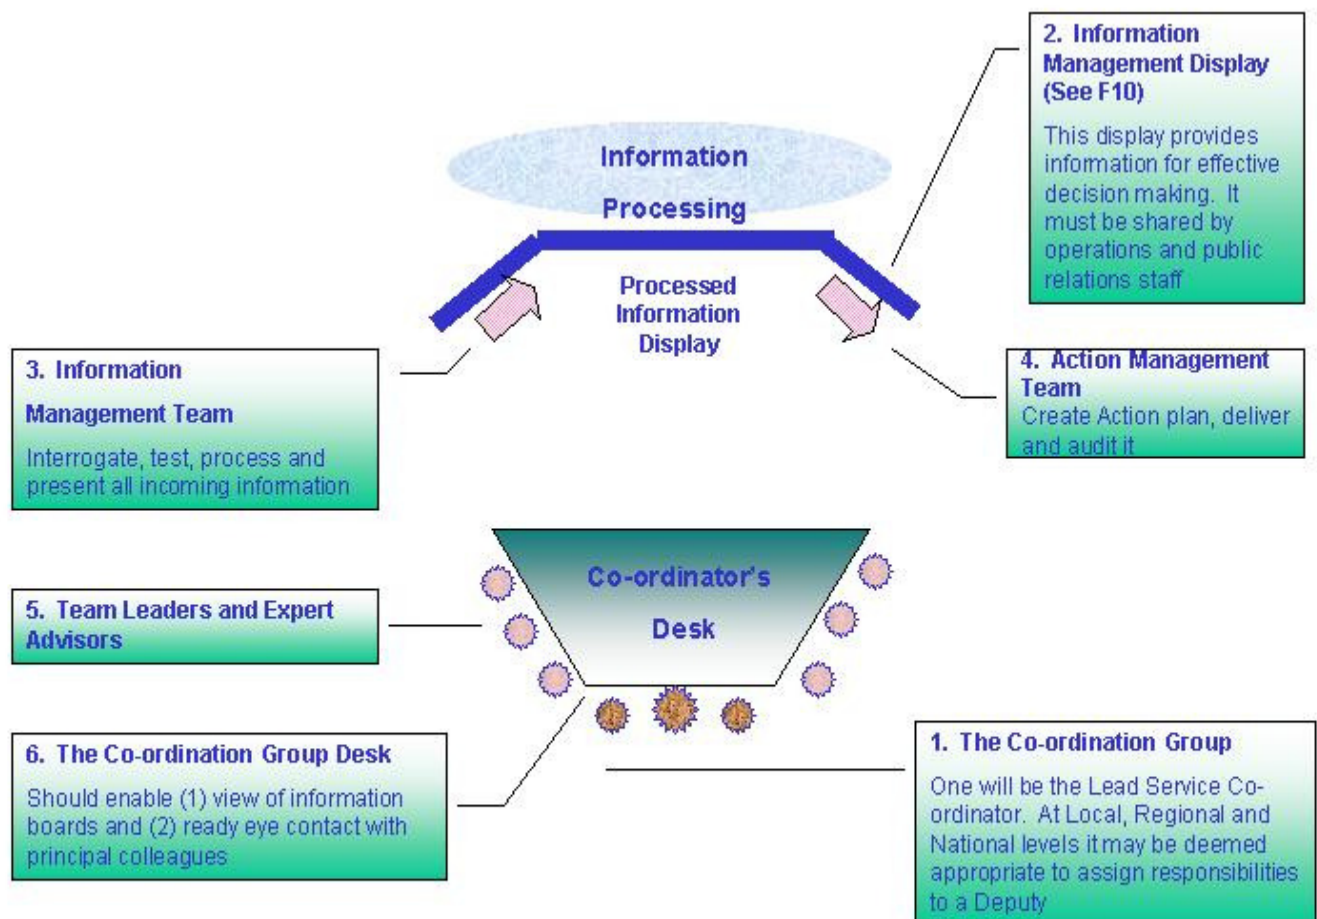 2. Information
Management Display
(See F10)
This display provides
information for effective
decision making. It
must be shared by
operations and public
relations staff
Information
Processing
Processed
Information
Display
3. Information
Management Team
Interrogate, test, process and
present all incoming information
4. Action Management
Team
Create Action plan, deliver
and audit it
Co-ordinator's
Desk
5. Team Leaders and Expert
Advisors
6. The Co-ordination Group Desk
Should enable (1) view of information
boards and (2) ready eye contact with
principal colleagues
1. The Co-ordination Group
One will be the Lead Service Co-
ordinator. At Local, Regional and
National levels it may be deemed
appropriate to assign responsibilities
to a Deputy